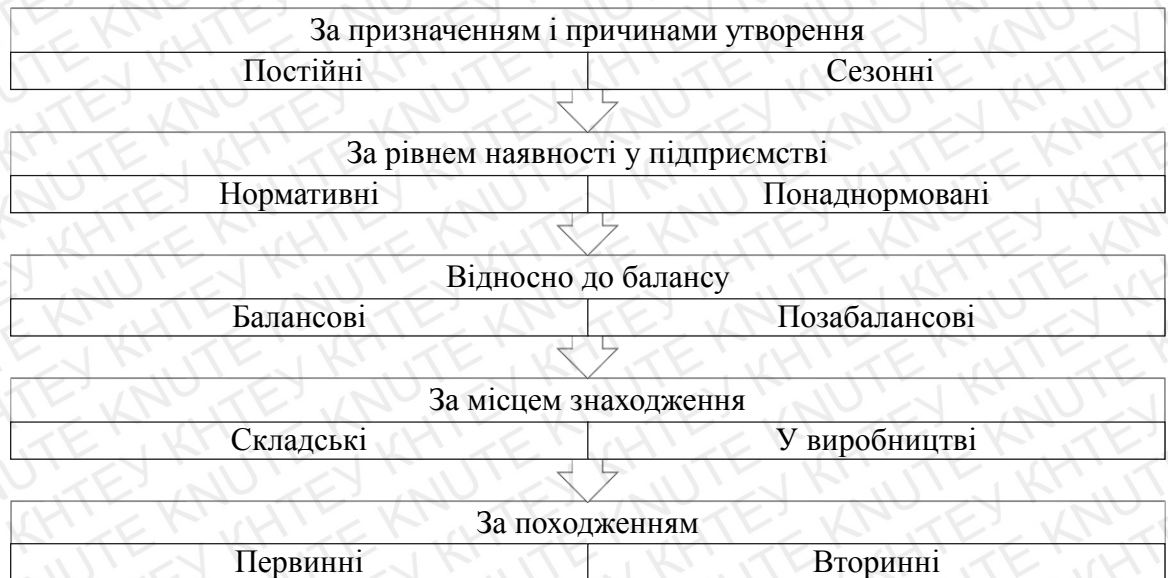 За призначенням і причинами утворення
Постійні Сезонні
За рівнем наявності у підприємстві
Нормативні Понаднормовані
Відносно до балансу
Балансові Позабалансові
За місцем знаходження
Складські У виробництві
За походженням
Первинні Вторинні